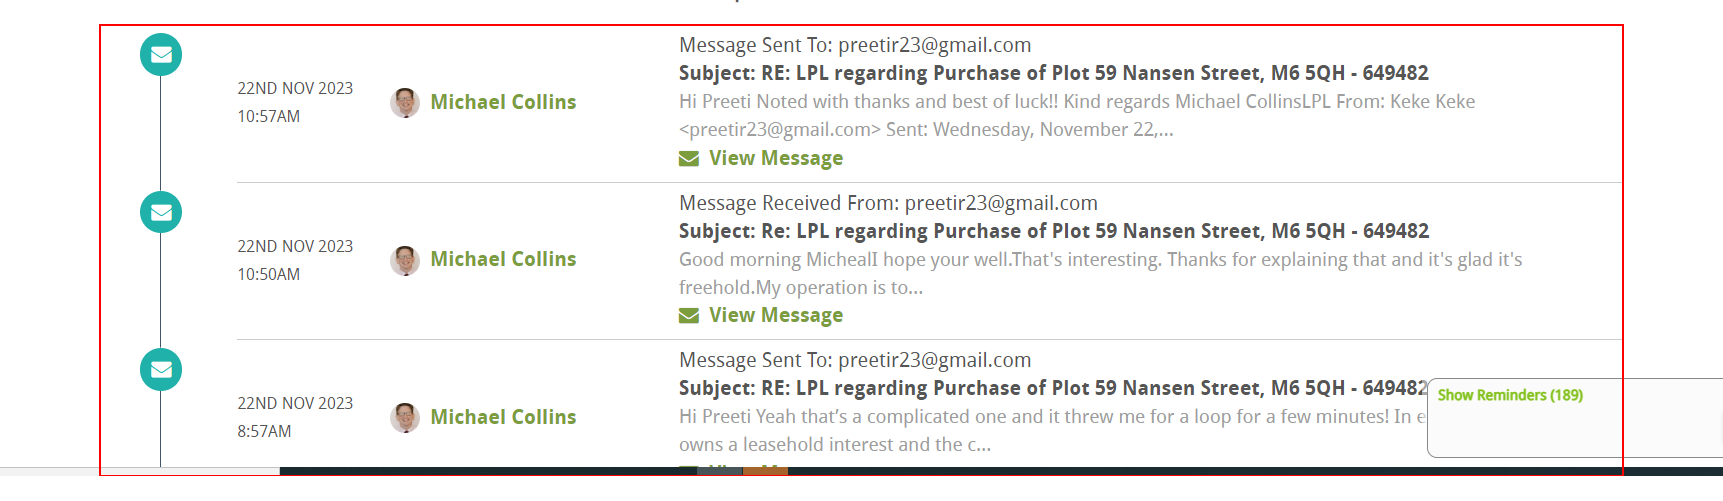 Message Sent To: preetir23@gmail.com
Subject: RE: LPL regarding Purchase of Plot 59 Nansen Street, M6 5QH - 649482
22ND NOV 2023
10:57AM
Michael Collins
Hi Preeti Noted with thanks and best of luck!! Kind regards Michael CollinsLPL From: Keke Keke
<preetir23@gmail.com> Sent: Wednesday, November 22,...
View Message
Message Received From: preetir23@gmail.com
Subject: Re: LPL regarding Purchase of Plot 59 Nansen Street, M6 5QH - 649482
22ND NOV 2023
10:50AM
Michael Collins
Good morning MichealI hope your well.That's interesting. Thanks for explaining that and it's glad it's
freehold.My operation is to...
View Message
Message Sent To: preetir23@gmail.com
Subject: RE: LPL regarding Purchase of Plot 59 Nansen Street, M6 5QH - 649482
22ND NOV 2023
8:57AM
Michael Collins
Hi Preeti Yeah that’s a complicated one and it threw me for a loop for a few minutes! In
owns a leasehold interest and the c...
Show Reminders (189)